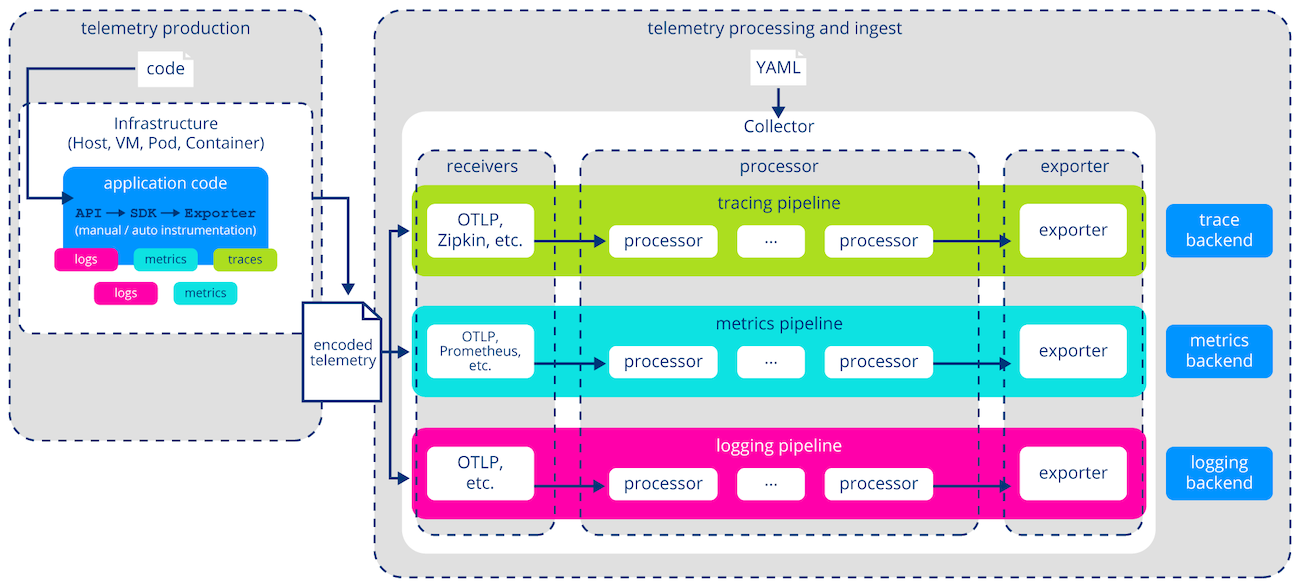 telemetry production
code
Infrastructure
(Host, VM, Pod, Container)
application code
API SDK Exporter
(manual / auto instrumentation)
logs
metrics
traces
logs
metrics
encoded
telemetry
telemetry processing and ingest
YAML
Collector
receivers
processor
exporter
tracing pipeline
OTLP,
Zipkin, etc.
processor
...
processor
exporter
trace
backend
metrics pipeline
OTLP,
Prometheus,
etc.
processor
...
processor
exporter
metrics
backend
logging pipeline
OTLP,
etc.
processor
...
processor
exporter
logging
backend